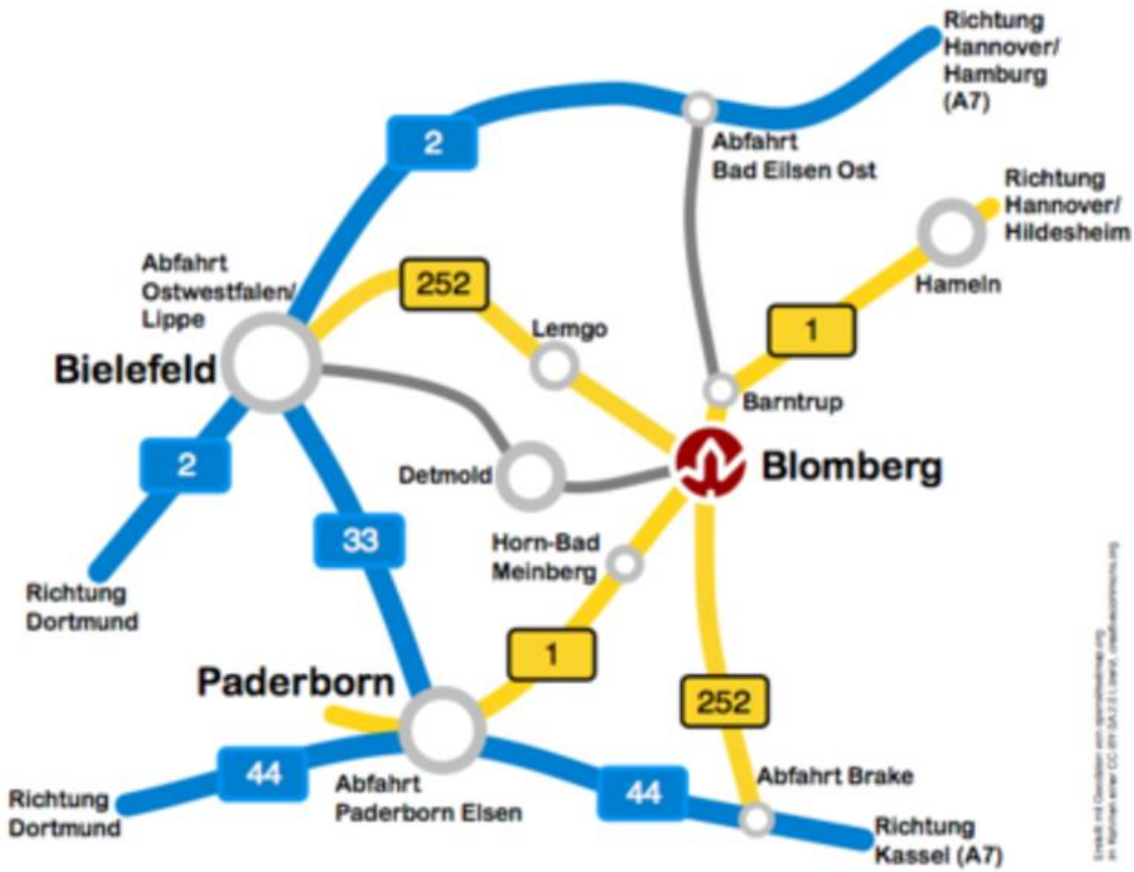 Richtung
Hannover/
Hamburg
(A7)
2
Abfahrt
Bad Eilsen Ost
Richtung
Hannover/
Hildesheim
Hameln
Abfahrt
Ostwestfalen/
Lippe
252
Lemgo
1
Bielefeld
Barntrup
2
Detmold
Blomberg
33
Horn-Bad
Meinberg
Richtung
Dortmund
1
Paderborn
252
44
Abfahrt
Paderborn Elsen
44
Abfahrt Brake
Richtung
Dortmund
Richtung
Kassel (A7)